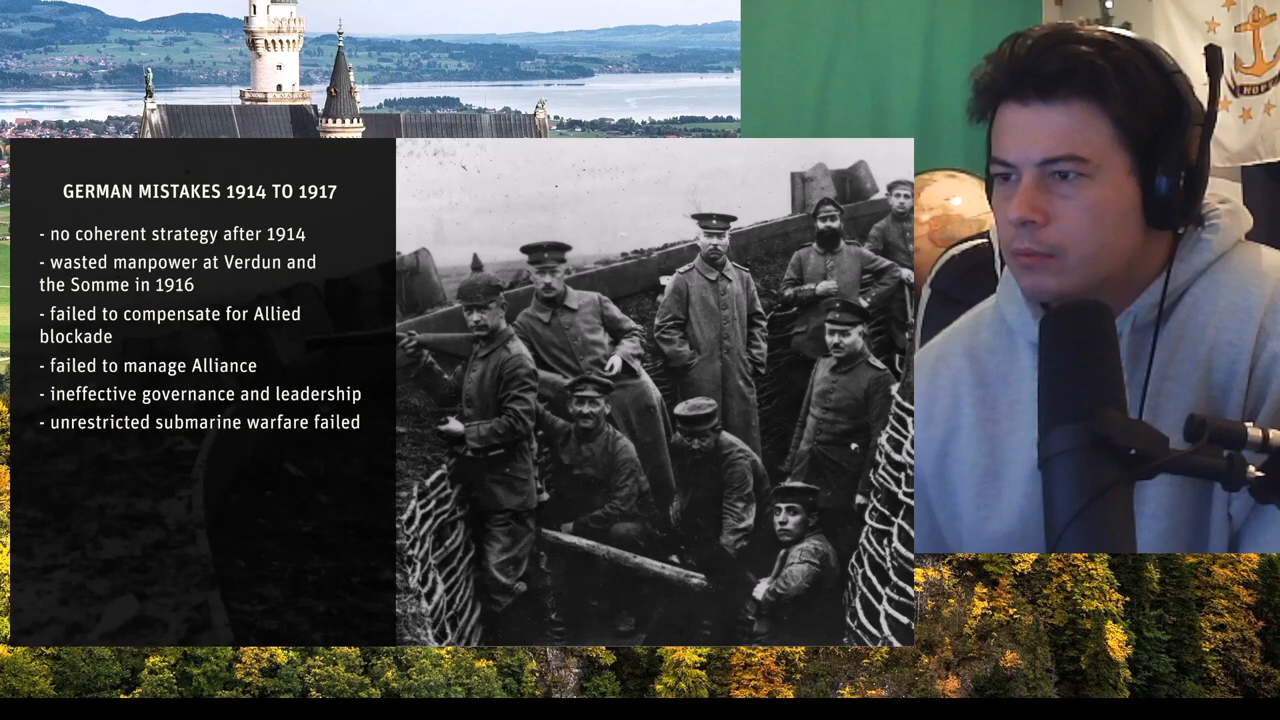 GERMAN MISTAKES 1914 TO 1917
- no coherent strategy after 1914
- wasted manpower at Verdun and
the Somme in 1916
- failed to compensate for Allied
blockade
- failed to manage Alliance
- ineffective governance and leadership
- unrestricted submarine warfare failed
HOPE